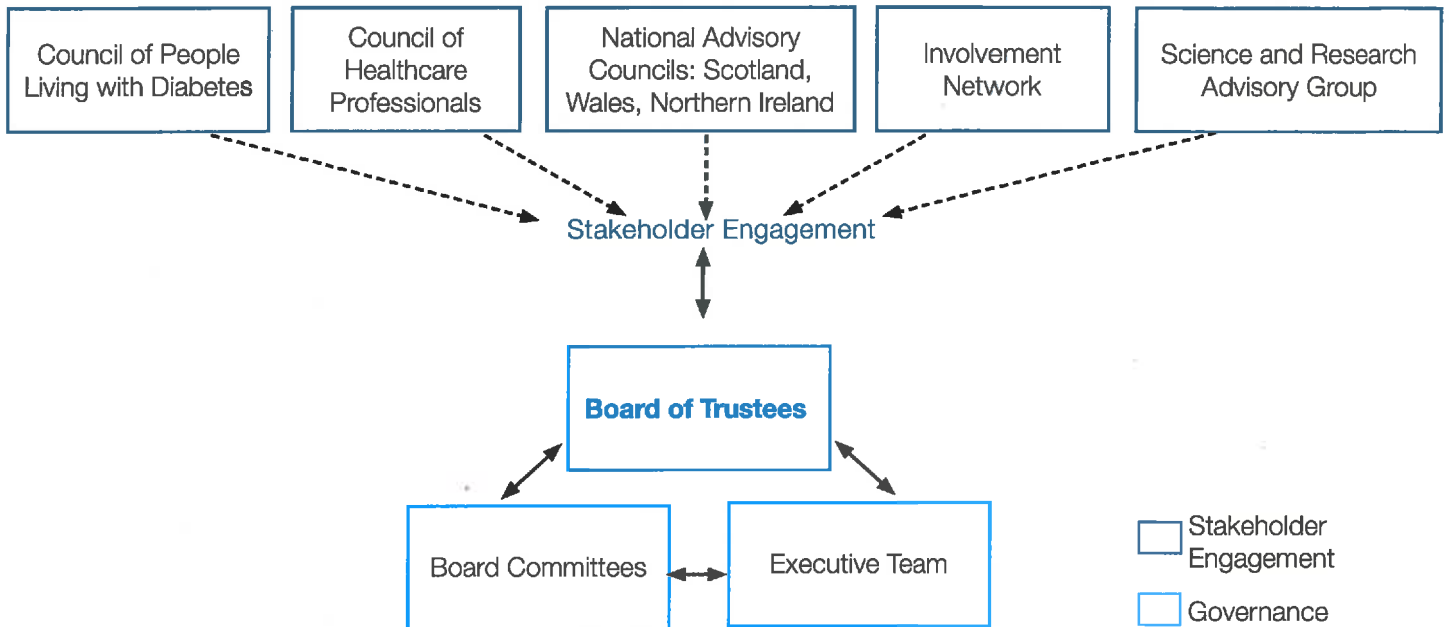 Council of People
Living with Diabetes
Council of
Healthcare
Professionals
National Advisory
Councils: Scotland,
Wales, Northern Ireland
Involvement
Network
Science and Research
Advisory Group
Stakeholder Engagement
Board of Trustees
Board Committees
Executive Team
Stakeholder
Engagement
Governance